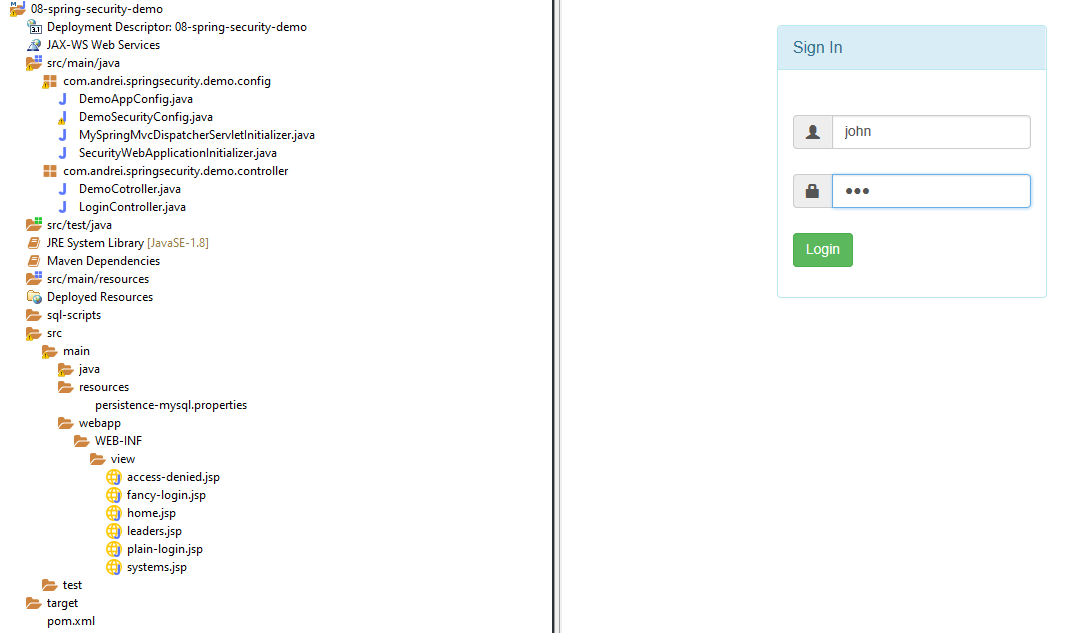 08-spring-security-demo
Deployment Descriptor: 08-spring-security-demo
JAX-WS Web Services
src/main/java
com.andrei.springsecurity.demo.config
DemoAppConfig.java
DemoSecurityConfig.java
MySpringMvcDispatcherServletInitializer.java
SecurityWebApplicationInitializer.java
com.andrei.springsecurity.demo.controller
DemoCotroller.java
LoginController.java
src/test/java
JRE System Library [JavaSE-1.8]
Maven Dependencies
src/main/resources
Deployed Resources
sql-scripts
src
main
java
resources
persistence-mysql.properties
webapp
WEB-INF
view
access-denied.jsp
fancy-login.jsp
home.jsp
leaders.jsp
plain-login.jsp
systems.jsp
test
target
pom.xml
Sign In
john
•••
Login